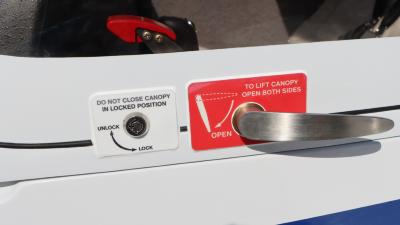 DO NOT CLOSE CANOPY
IN LOCKED POSITION
UNLOCK
LOCK
TO LIFT CANOPY
OPEN BOTH SIDES
OPEN